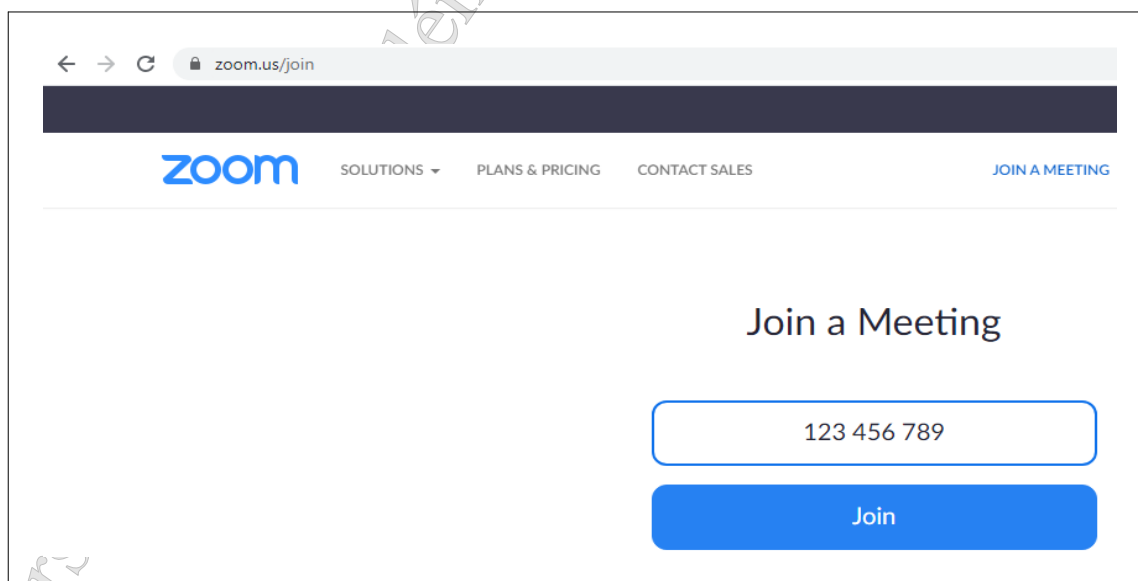 zoom.us/join
zoom SOLUTIONS PLANS & PRICING CONTACT SALES JOIN A MEETING
Join a Meeting
123 456 789
Join